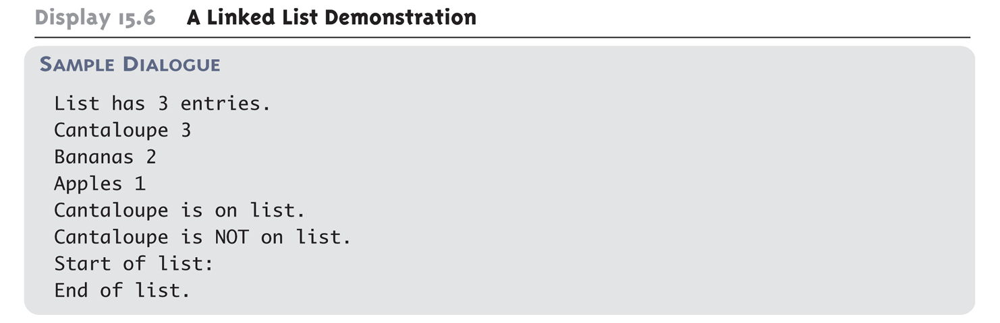 Display 15.6 A Linked List Demonstration
SAMPLE DIALOGUE
List has 3 entries.
Cantaloupe 3
Bananas 2
Apples 1
Cantaloupe is on list.
Cantaloupe is NOT on list.
Start of list:
End of list.